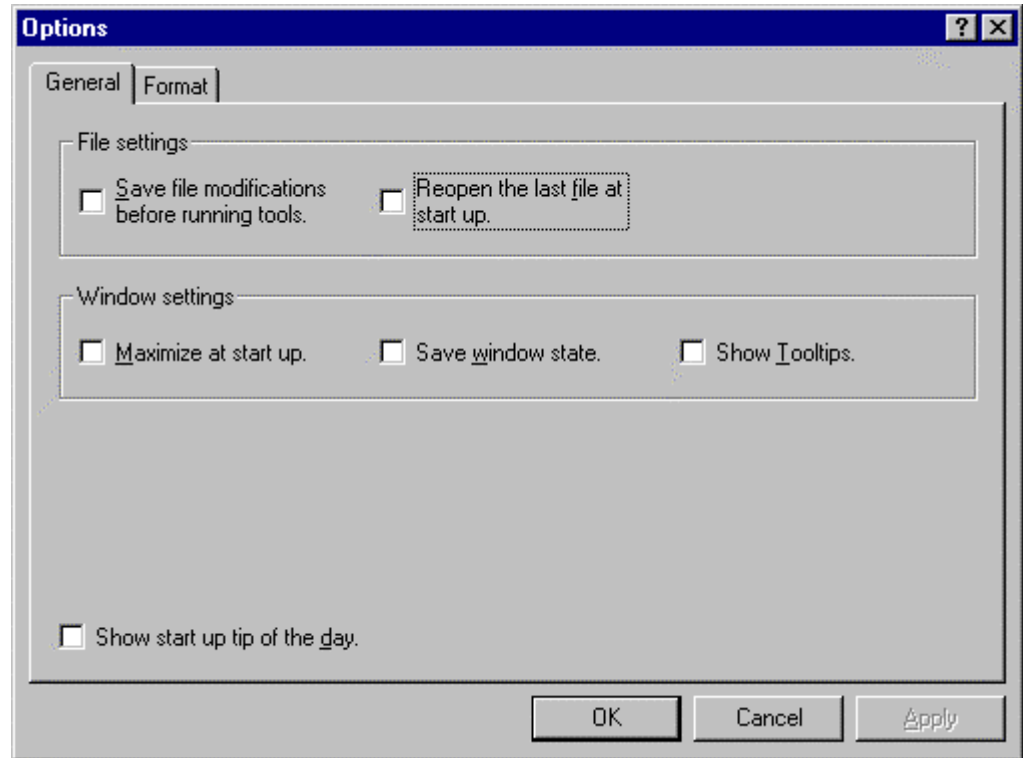 Options
General Format
File settings
Save file modifications
before running tools.
Reopen the last file at
start up.
Window settings
Maximize at start up. Save window state. Show Tooltips.
Show start up tip of the day.
OK Cancel Apply